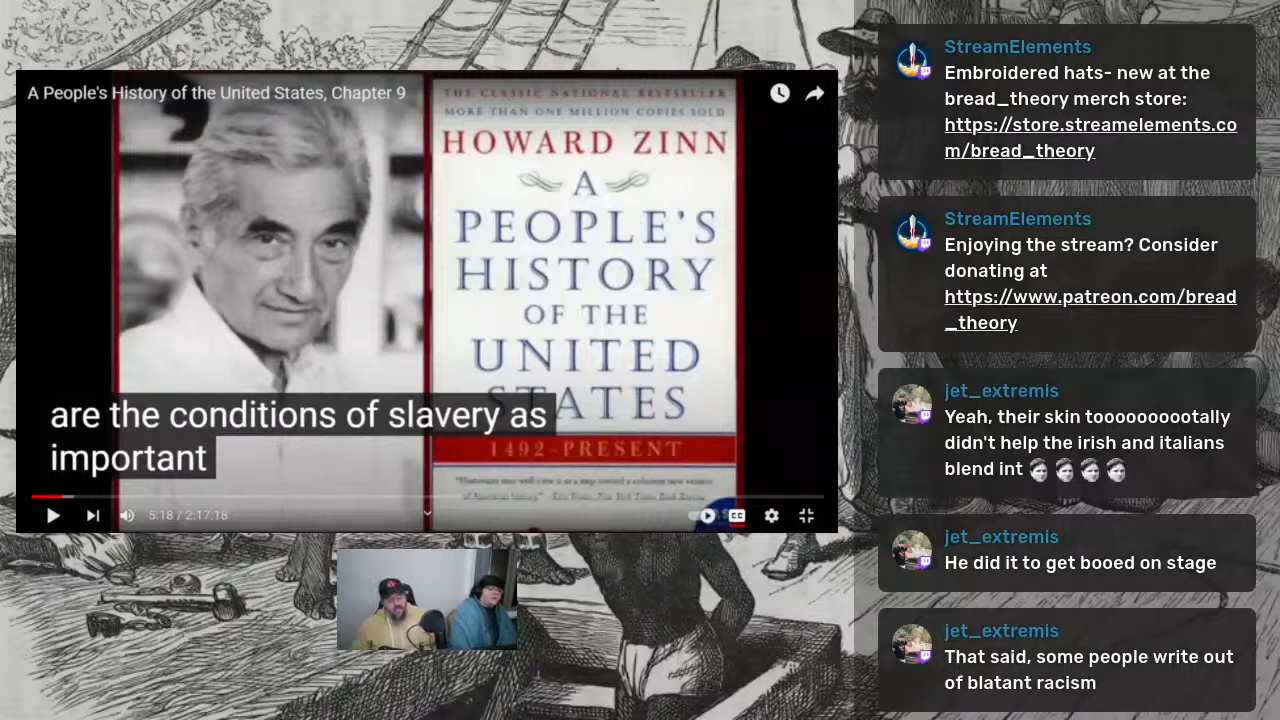 A People's History of the United States, Chapter 9
THE CLASSIC NATIONAL BESTSELLER
MORE THAN ONE MILLION COPIES SOLD
HOWARD ZINN
A
PEOPLE'S
HISTORY
OF THE
UNITED
STATES
1492-PRESENT
are the conditions of slavery as
important
5:18 / 2:17:18
CC
StreamElements
Embroidered hats- new at the
bread_theory merch store:
https://store.streamelements.co
m/bread_theory
StreamElements
Enjoying the stream? Consider
donating at
https://www.patreon.com/bread
_theory
jet_extremis
Yeah, their skin toooooooootally
didn't help the irish and italians
blend int
jet_extremis
He did it to get booed on stage
jet_extremis
That said, some people write out
of blatant racism